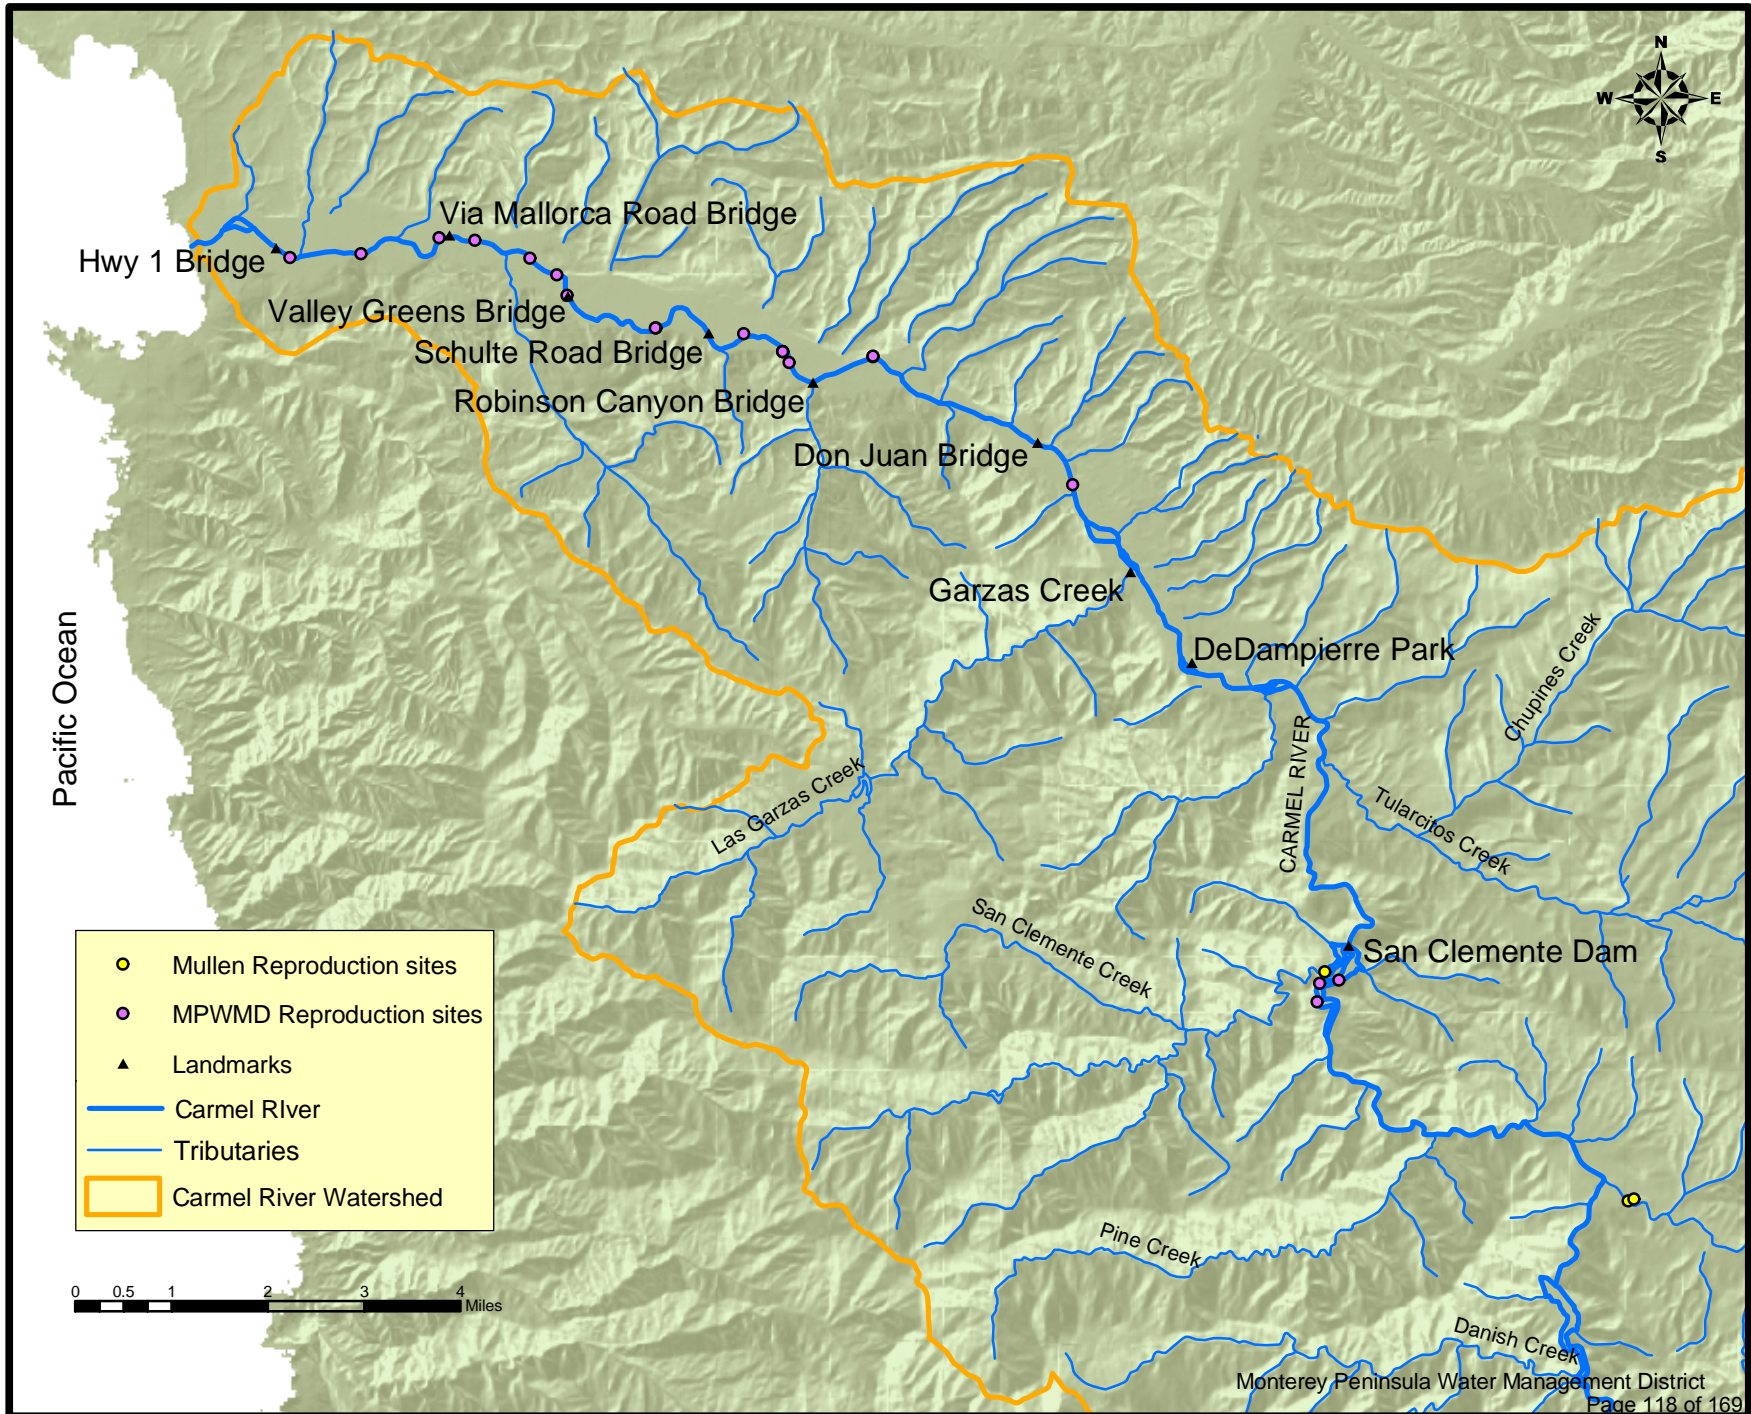 N
W
E
S
Via Mallorca Road Bridge
Hwy 1 Bridge
Valley Greens Bridge
Schulte Road Bridge
Robinson Canyon Bridge
Don Juan Bridge
Garzas Creek
DeDampierre Park
Chupines Creek
Pacific Ocean
CARMEL RIVER
Las Garzas Creek
Tularcitos Creek
San Clemente Creek
San Clemente Dam
Mullen Reproduction sites
MPWMD Reproduction sites
Landmarks
Carmel RIver
Tributaries
Carmel River Watershed
Pine Creek
0 0.5 1 2 3 4
Miles
Danish Creek
Monterey Peninsula Water Management District
Page 118 of 169